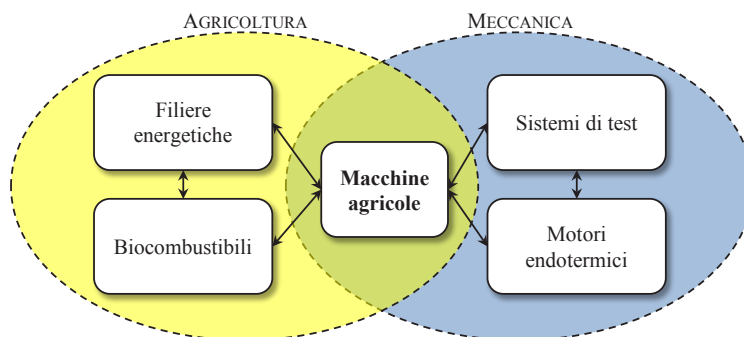 AGRICOLTURA
MECCANICA
Filiere
energetiche
Sistemi di test
Macchine
agricole
Biocombustibili
Motori
endotermici